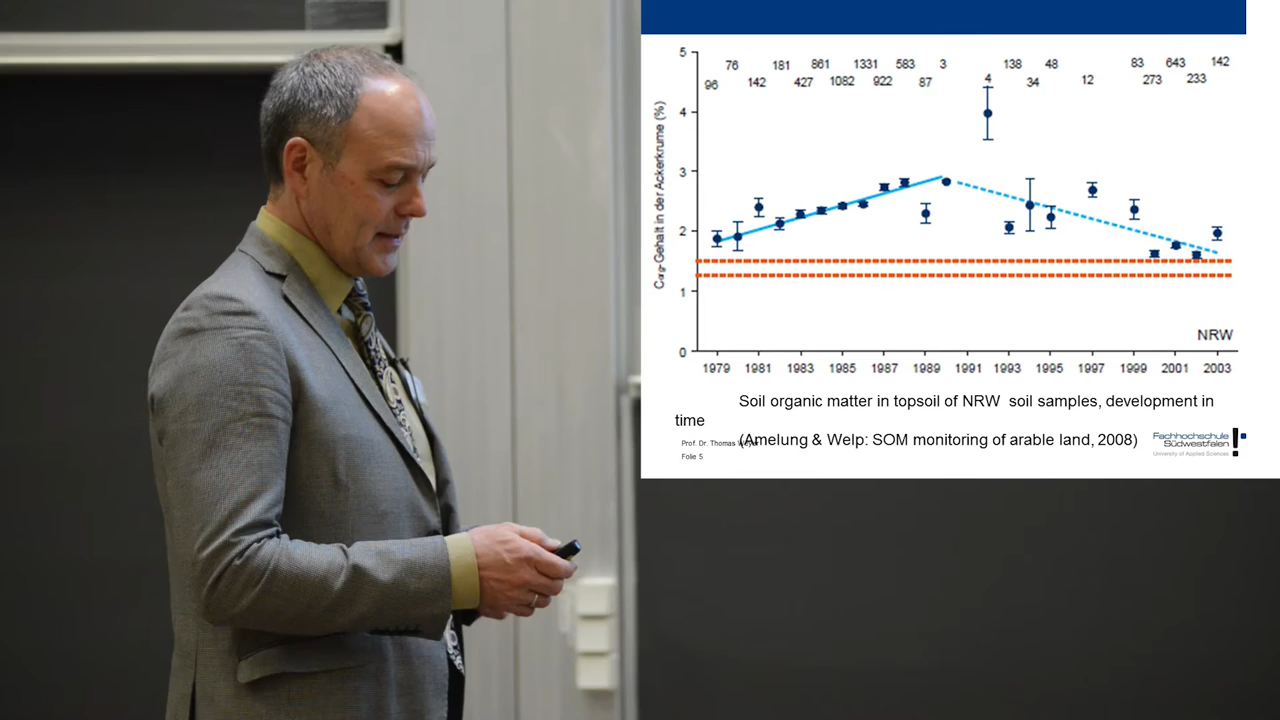 5
96
76
142
181
427
861
1082
1331
922
583
87
3
4
138
34
48
12
83
273
643
233
142
4
3
2
1
0
Corg-Gehalt in der Ackerkrume (%)
NRW
1979 1981 1983 1985 1987 1989 1991 1993 1995 1997 1999 2001 2003
Soil organic matter in topsoil of NRW soil samples, development in
time
(Amelung & Welp: SOM monitoring of arable land, 2008)
Prof. Dr. Thomas
Folie 5
Fachhochschule
Südwestfalen
University of Applied Sciences